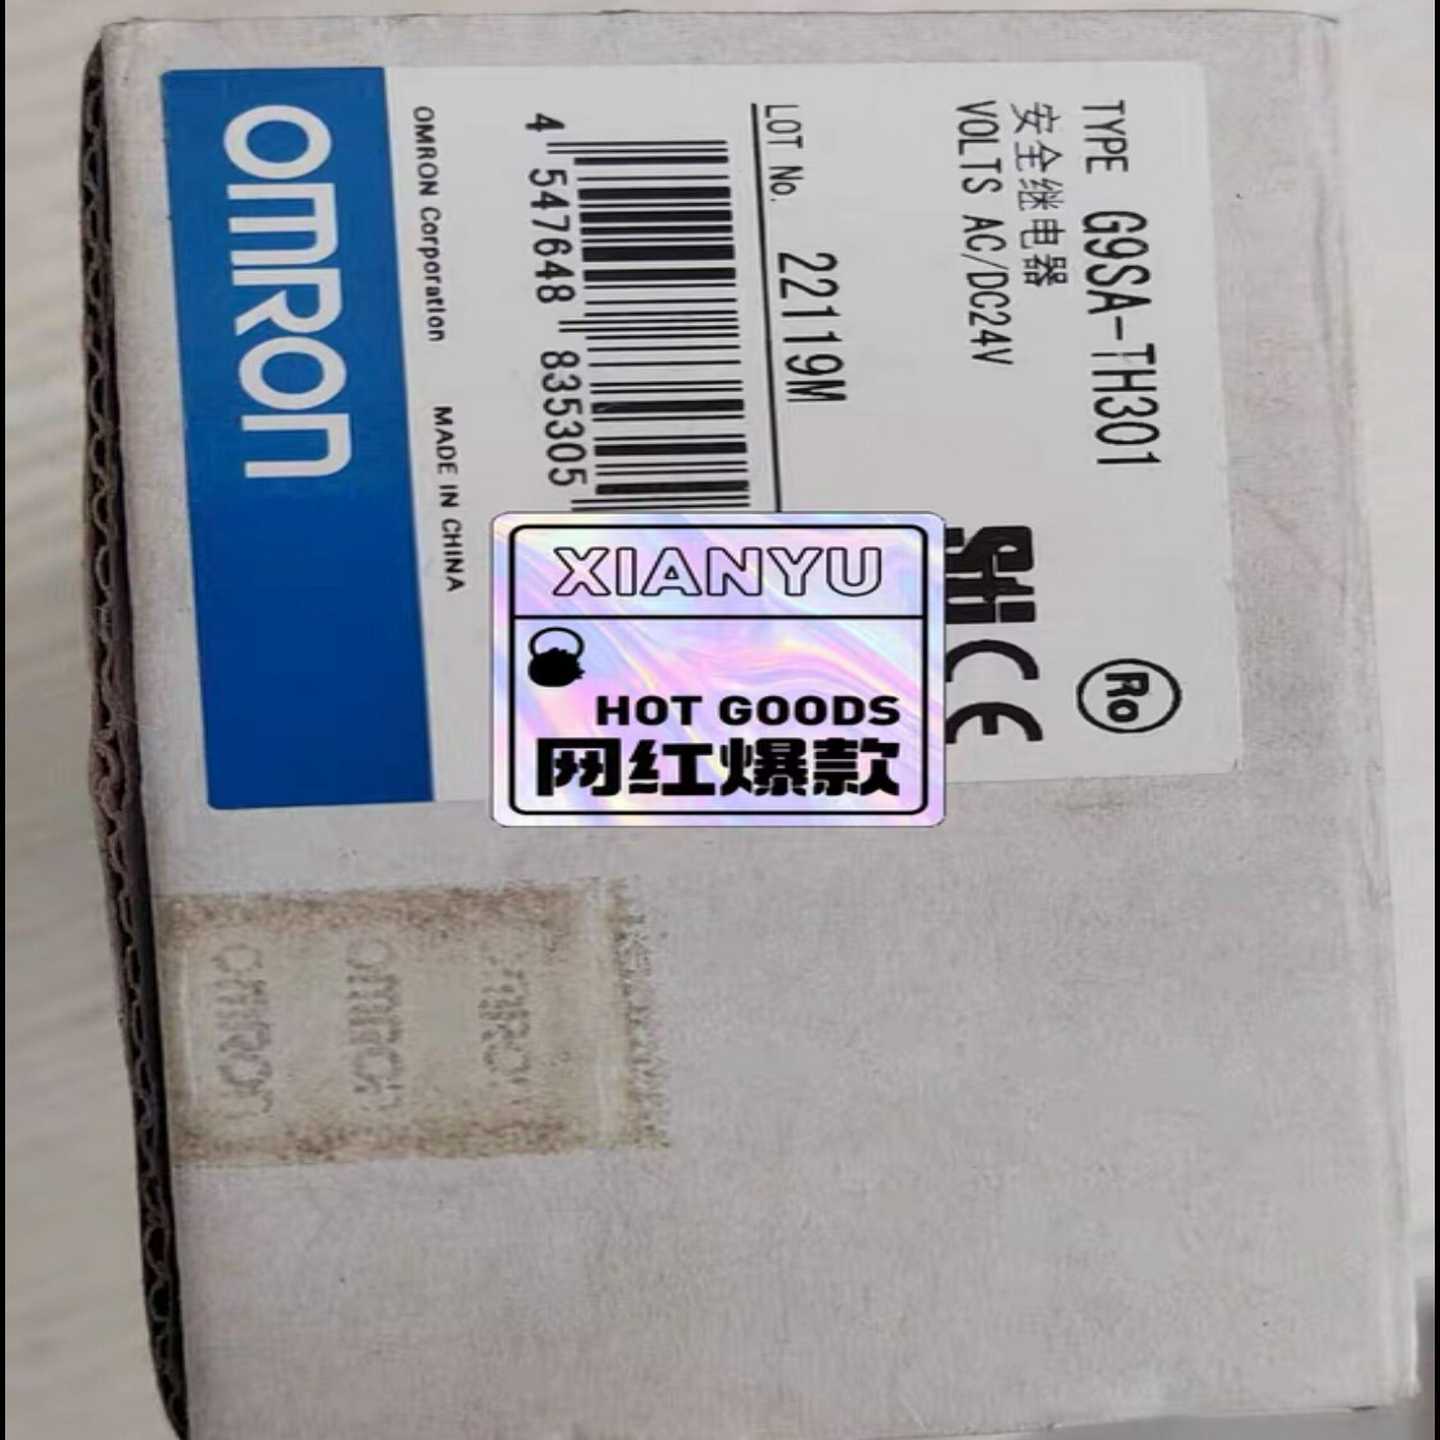 TYPE G9SA-TH301
安全继电器
VOLTS AC/DC24V
LOT No. 22119M
4 547648 835305
OMRON Corporation MADE IN CHINA
OMRON
CE
Ro
XIANYU
HOT GOODS
网红爆款
OMRON